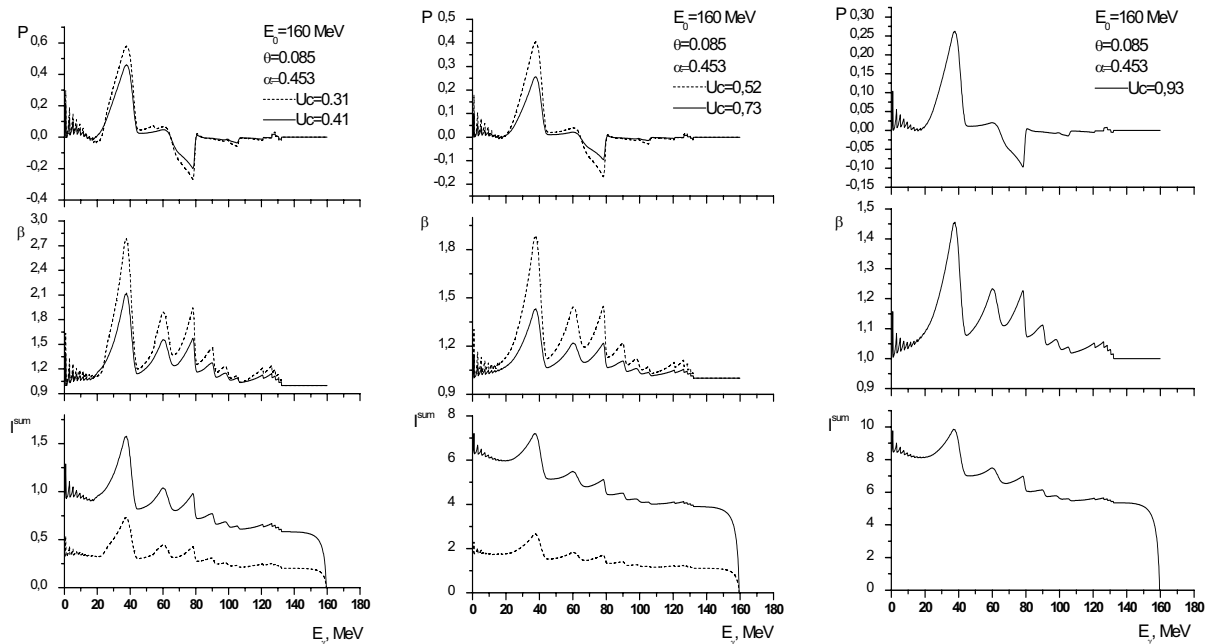 P
0,6
0,4
0,2
0,0
-0,2
-0,4
E0=160 MeV
θ=0.085
α=0.453
Uc=0.31
Uc=0.41
β
3,0
2,7
2,4
2,1
1,8
1,5
1,2
0,9
I^sum
1,5
1,0
0,5
0,0
0 20 40 60 80 100 120 140 160 180
Eγ, MeV
P
0,5
0,4
0,3
0,2
0,1
0,0
-0,1
-0,2
E0=160 MeV
θ=0.085
α=0.453
Uc=0,52
Uc=0,73
β
1,8
1,5
1,2
0,9
I^sum
8
6
4
2
0
0 20 40 60 80 100 120 140 160 180
Eγ, MeV
P
0,30
0,25
0,20
0,15
0,10
0,05
0,00
-0,05
-0,10
-0,15
E0=160 MeV
θ=0.085
α=0.453
Uc=0,93
β
1,5
1,4
1,3
1,2
1,1
1,0
0,9
I^sum
10
8
6
4
2
0
0 20 40 60 80 100 120 140 160 180
Eγ, MeV